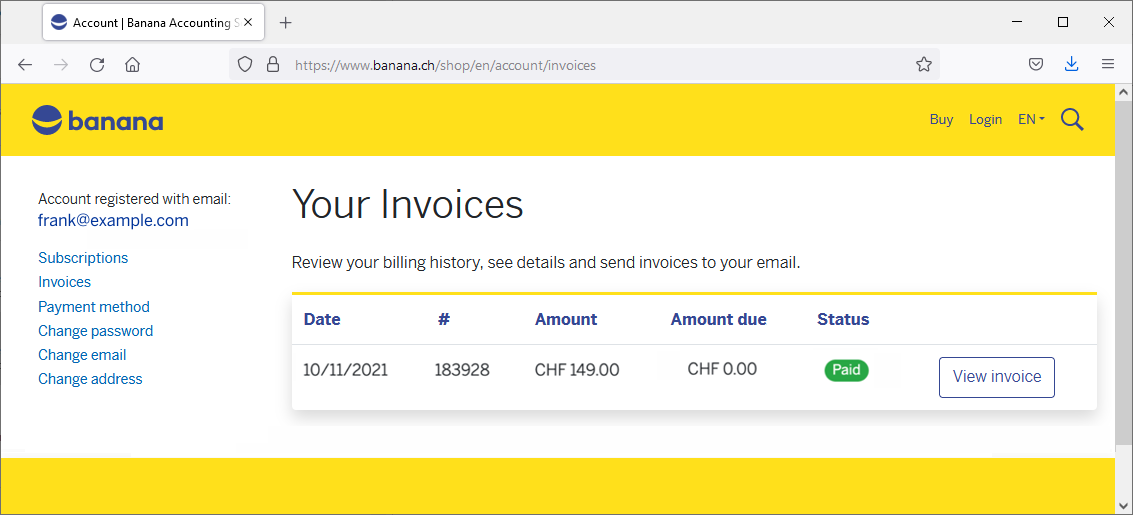 Account | Banana Accounting S
https://www.banana.ch/shop/en/account/invoices
banana
Buy Login EN
Account registered with email:
frank@example.com
Subscriptions
Invoices
Payment method
Change password
Change email
Change address
Your Invoices
Review your billing history, see details and send invoices to your email.
Date # Amount Amount due Status
10/11/2021 183928 CHF 149.00 CHF 0.00 Paid View invoice